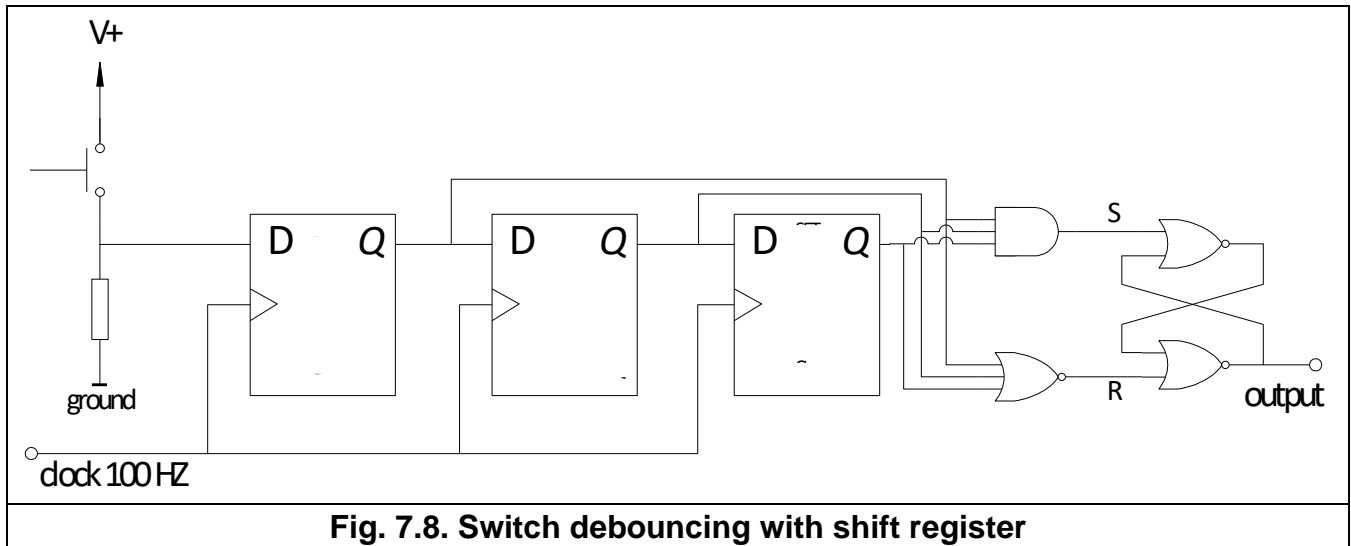 V+
D Q
D Q
D Q
S
R
ground
output
clock 100 HZ
Fig. 7.8. Switch debouncing with shift register